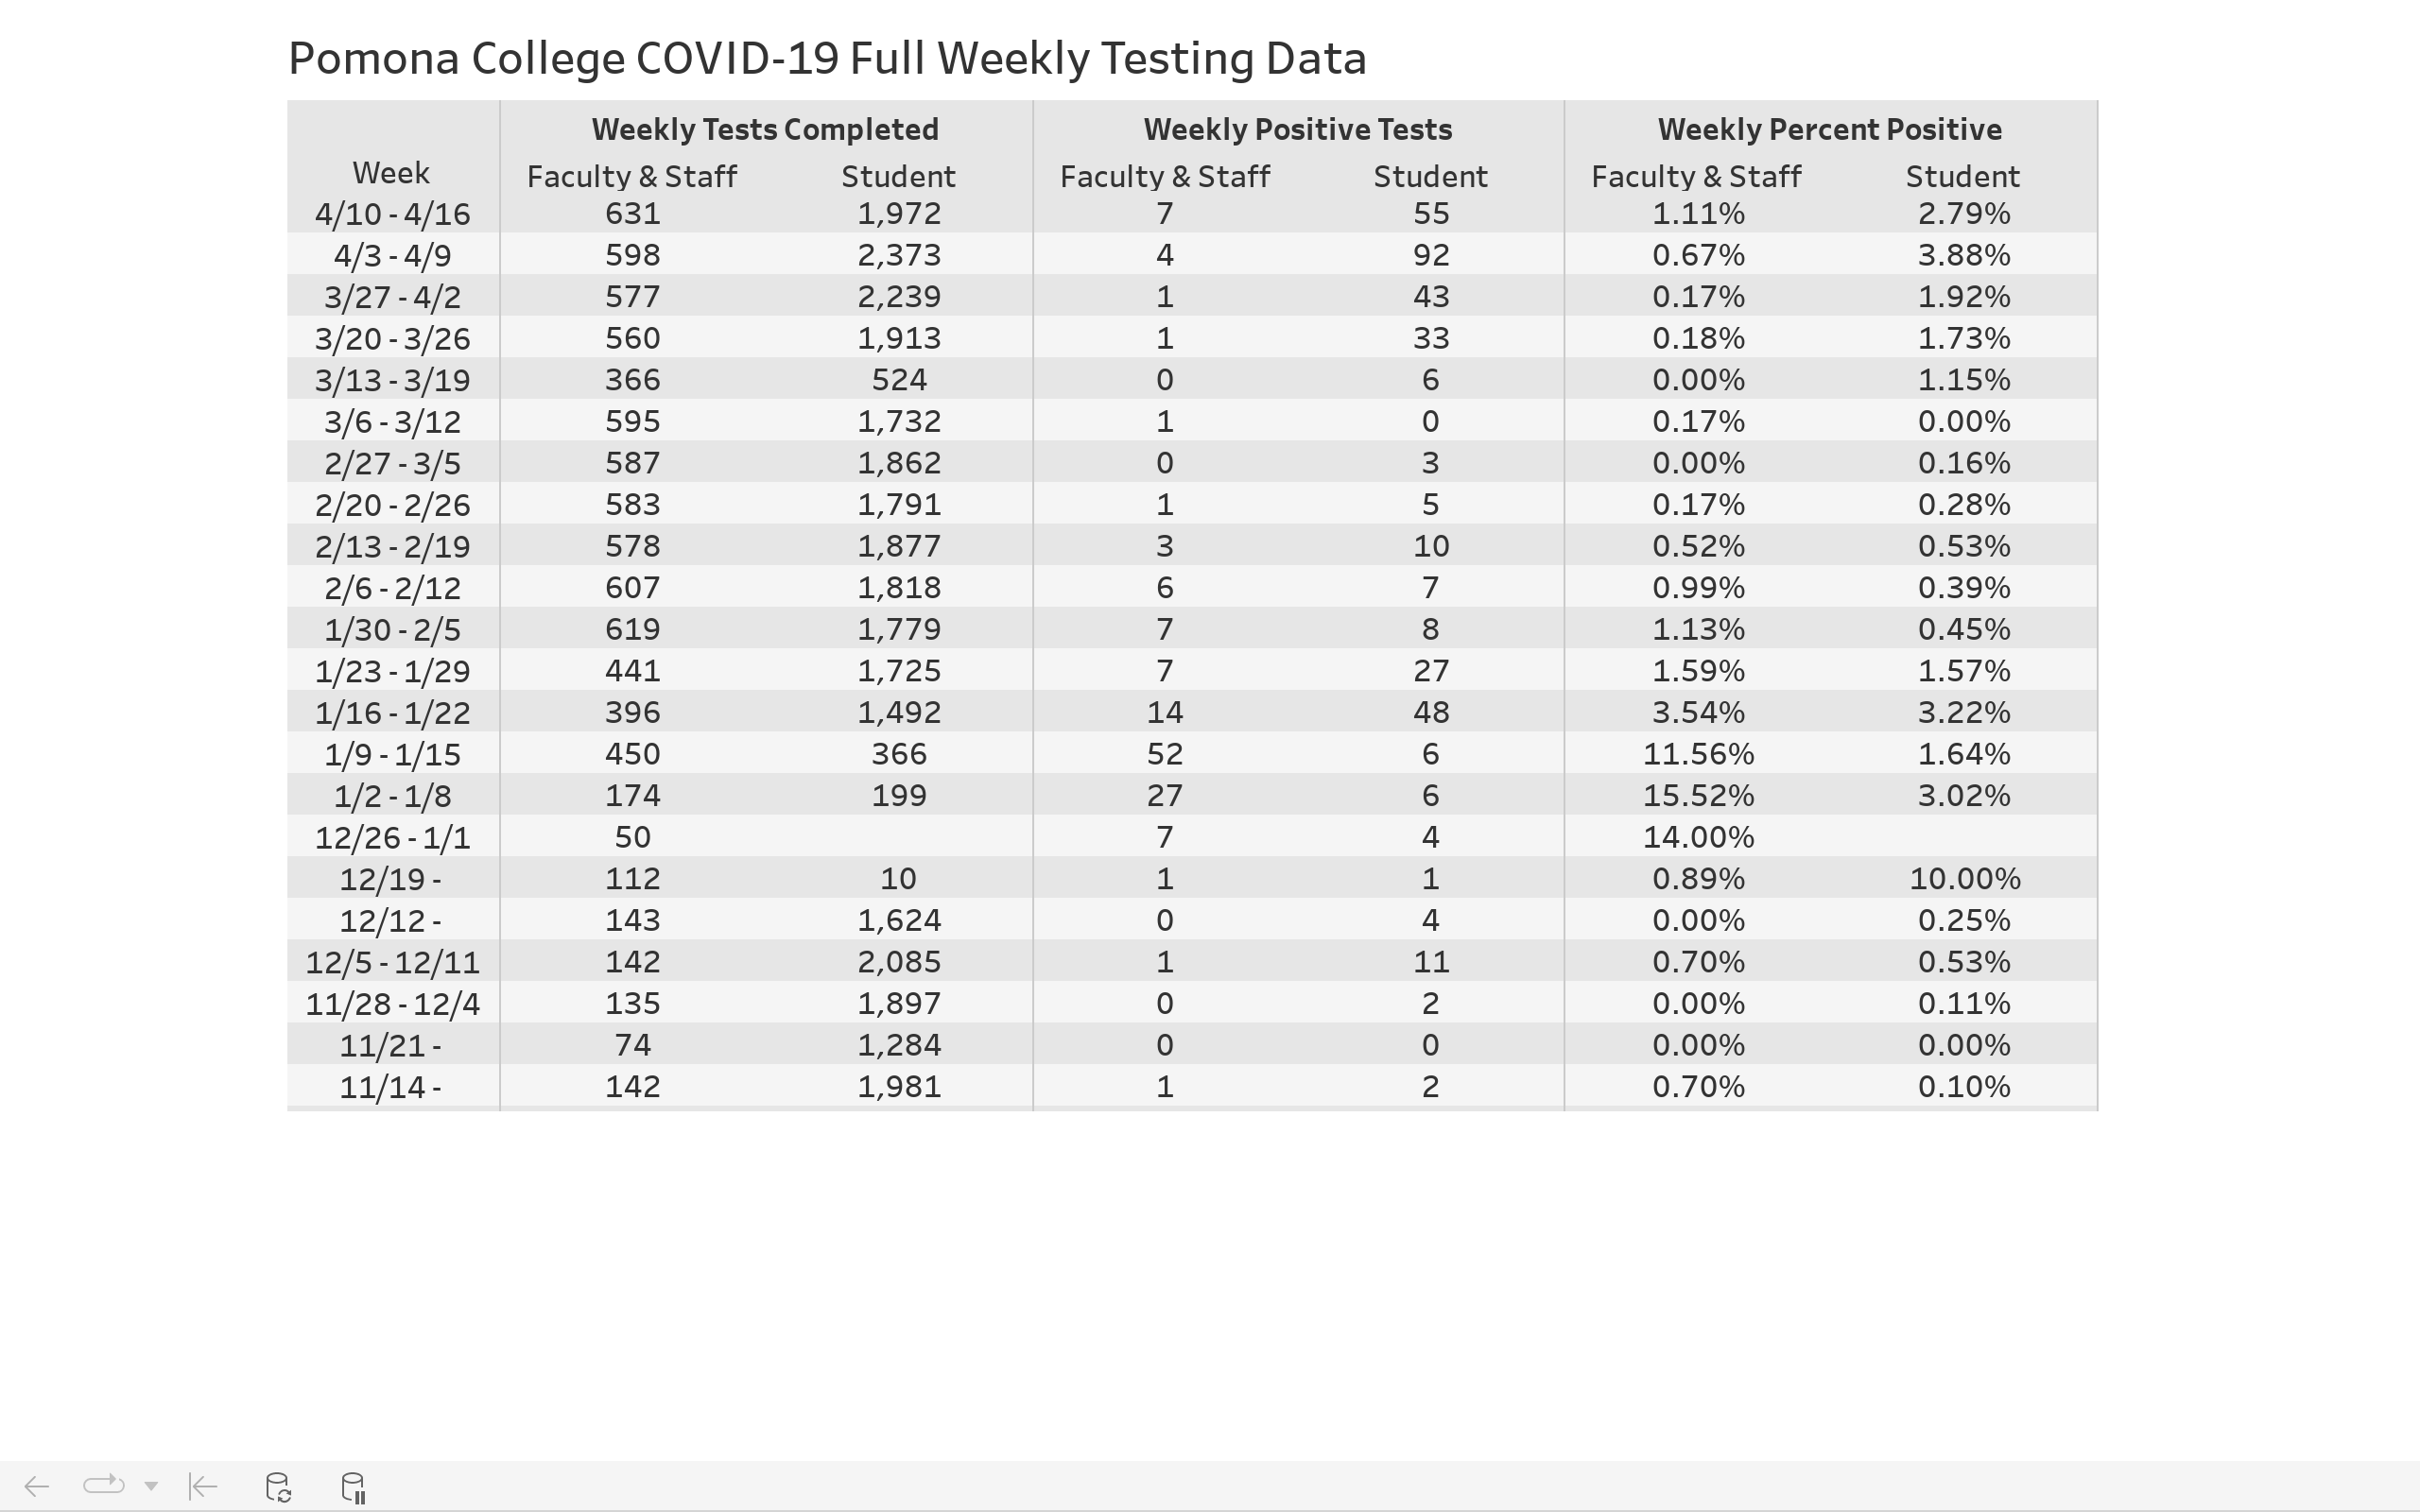 Pomona College COVID-19 Full Weekly Testing Data
Weekly Tests Completed Weekly Positive Tests Weekly Percent Positive
Week Faculty & Staff Student Faculty & Staff Student Faculty & Staff Student
4/10 - 4/16 631 1,972 7 55 1.11% 2.79%
4/3 - 4/9 598 2,373 4 92 0.67% 3.88%
3/27 - 4/2 577 2,239 1 43 0.17% 1.92%
3/20 - 3/26 560 1,913 1 33 0.18% 1.73%
3/13 - 3/19 366 524 0 6 0.00% 1.15%
3/6 - 3/12 595 1,732 1 0 0.17% 0.00%
2/27 - 3/5 587 1,862 0 3 0.00% 0.16%
2/20 - 2/26 583 1,791 1 5 0.17% 0.28%
2/13 - 2/19 578 1,877 3 10 0.52% 0.53%
2/6 - 2/12 607 1,818 6 7 0.99% 0.39%
1/30 - 2/5 619 1,779 7 8 1.13% 0.45%
1/23 - 1/29 441 1,725 7 27 1.59% 1.57%
1/16 - 1/22 396 1,492 14 48 3.54% 3.22%
1/9 - 1/15 450 366 52 6 11.56% 1.64%
1/2 - 1/8 174 199 27 6 15.52% 3.02%
12/26 - 1/1 50 7 4 14.00%
12/19 - 112 10 1 1 0.89% 10.00%
12/12 - 143 1,624 0 4 0.00% 0.25%
12/5 - 12/11 142 2,085 1 11 0.70% 0.53%
11/28 - 12/4 135 1,897 0 2 0.00% 0.11%
11/21 - 74 1,284 0 0 0.00% 0.00%
11/14 - 142 1,981 1 2 0.70% 0.10%